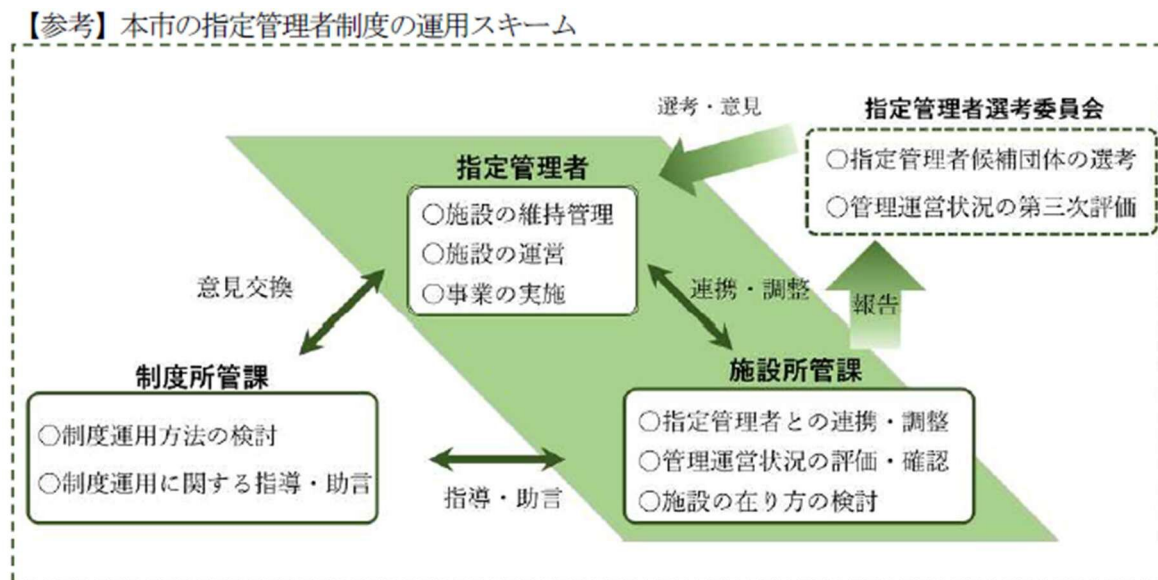 【参考】本市の指定管理者制度の運用スキーム
選考・意見
指定管理者選考委員会
○指定管理者候補団体の選考
○管理運営状況の第三次評価
指定管理者
○施設の維持管理
○施設の運営
○事業の実施
意見交換
連携・調整
報告
制度所管課
○制度運用方法の検討
○制度運用に関する指導・助言
指導・助言
施設所管課
○指定管理者との連携・調整
○管理運営状況の評価・確認
○施設の在り方の検討